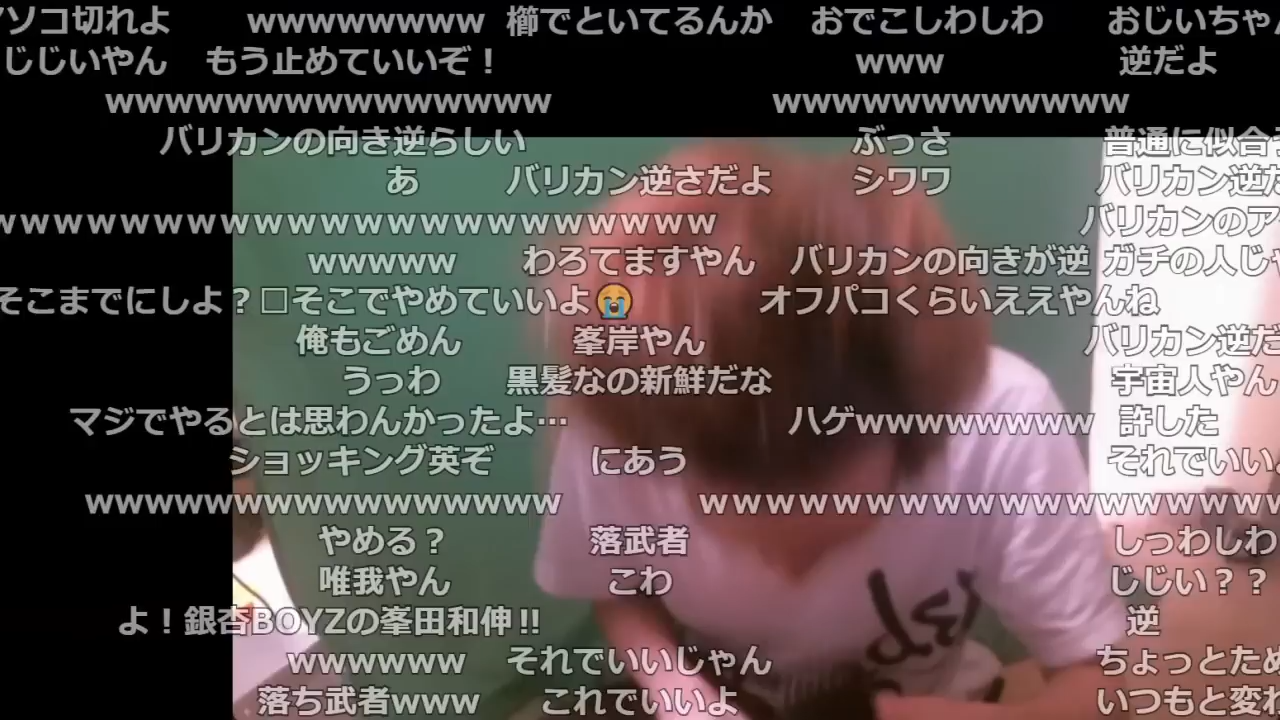 ソコ切れよ wwwwwwww 櫛でといてるんか おでこしわしわ おじいちゃん
じじいやん もう止めていいぞ！ www 逆だよ
wwwwwwwwwwwwwww wwwwwwwwwwww
バリカンの向き逆らしい ぶっさ 普通に似合う
あ バリカン逆さだよ シワワ バリカン逆だ
wwwwwwwwwwwwwwwwwwwwwwww バリカンのア
wwwww わろてますやん バリカンの向きが逆 ガチの人じゃ
そこまでにしよ？□そこでやめていいよ😭 オフパコくらいええやんね
俺もごめん 峯岸やん バリカン逆だ
うっわ 黒髪なの新鮮だな 宇宙人やん
マジでやるとは思わんかったよ… ハゲwwwwwwww 許した
ショッキング英ぞ にあう それでいい
wwwwwwwwwwwwwwww wwwwwwwwwwwwwwwwwwww
やめる？ 落武者 しっわしわ
唯我やん こわ じじい？？
よ！銀杏BOYZの峯田和伸!! 逆
wwwwww それでいいじゃん ちょっとため
落ち武者www これでいいよ いつもと変わ